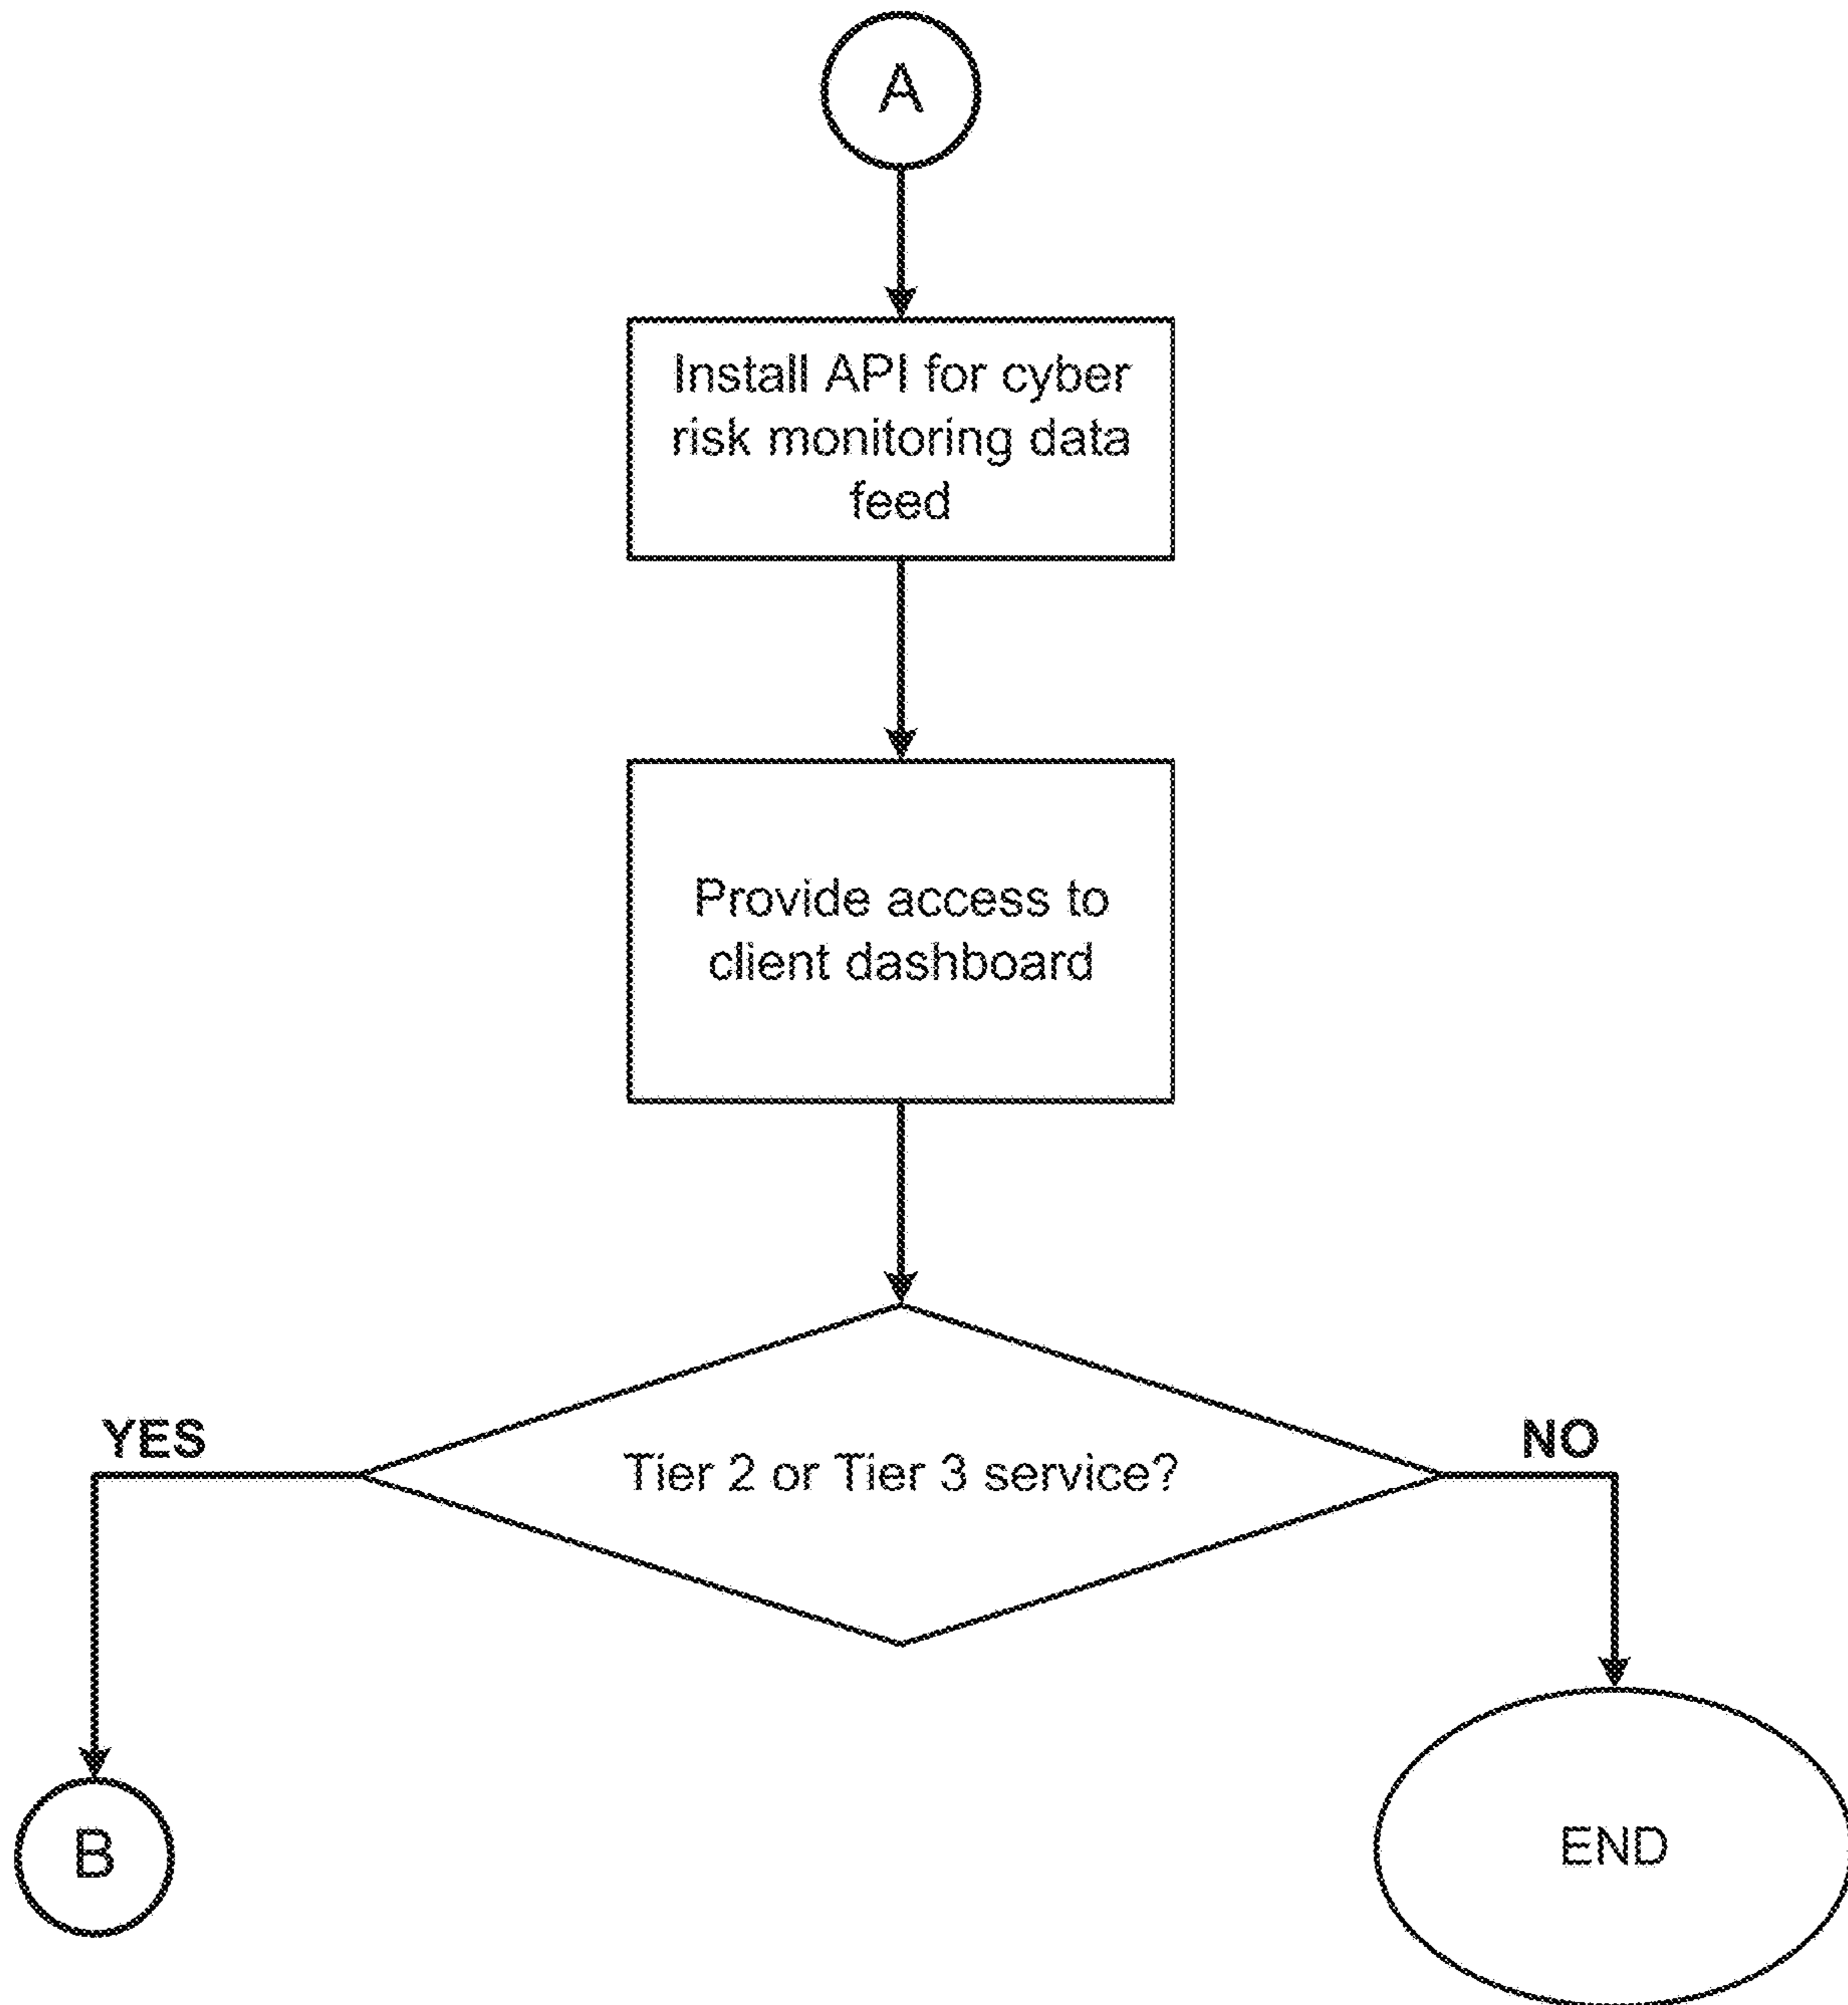 A
Install API for cyber
risk monitoring data
feed
Provide access to
client dashboard
YES
Tier 2 or Tier 3 service?
NO
B
END